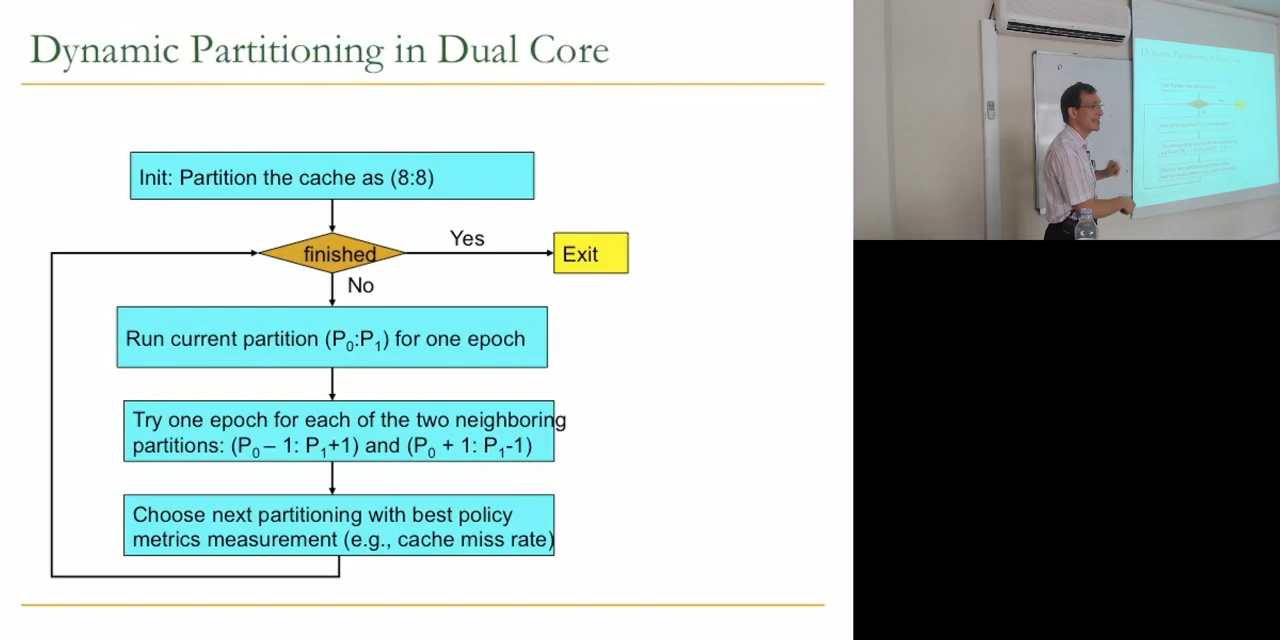 Dynamic Partitioning in Dual Core
Init: Partition the cache as (8:8)
finished
Yes
Exit
No
Run current partition (P0:P1) for one epoch
Try one epoch for each of the two neighboring
partitions: (P0 – 1: P1+1) and (P0 + 1: P1-1)
Choose next partitioning with best policy
metrics measurement (e.g., cache miss rate)